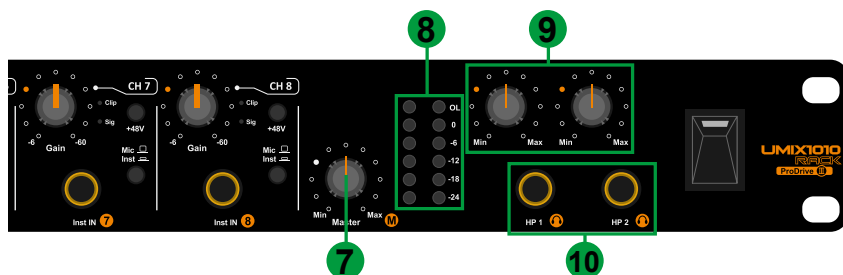 8
9
CH 7
CH 8
Clip
Sig
+48V
Clip
Sig
+48V
OL
0
-6
-12
-18
-24
Min
Max
Min
Max
-6
-60
Gain
Mic
Inst
-6
-60
Gain
Mic
Inst
UMIX1010
RACK
ProDrive III
Min
Max
Inst IN 7
Inst IN 8
Master M
HP 1
HP 2
7
10